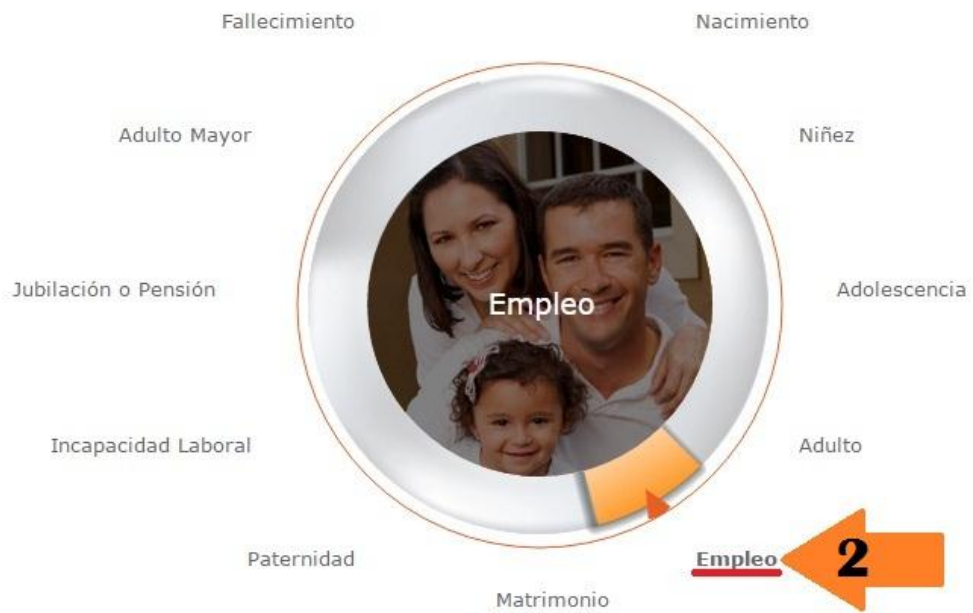 Fallecimiento
Nacimiento
Adulto Mayor
Niñez
Jubilación o Pensión
Empleo
Adolescencia
Incapacidad Laboral
Adulto
Paternidad
Empleo
2
Matrimonio